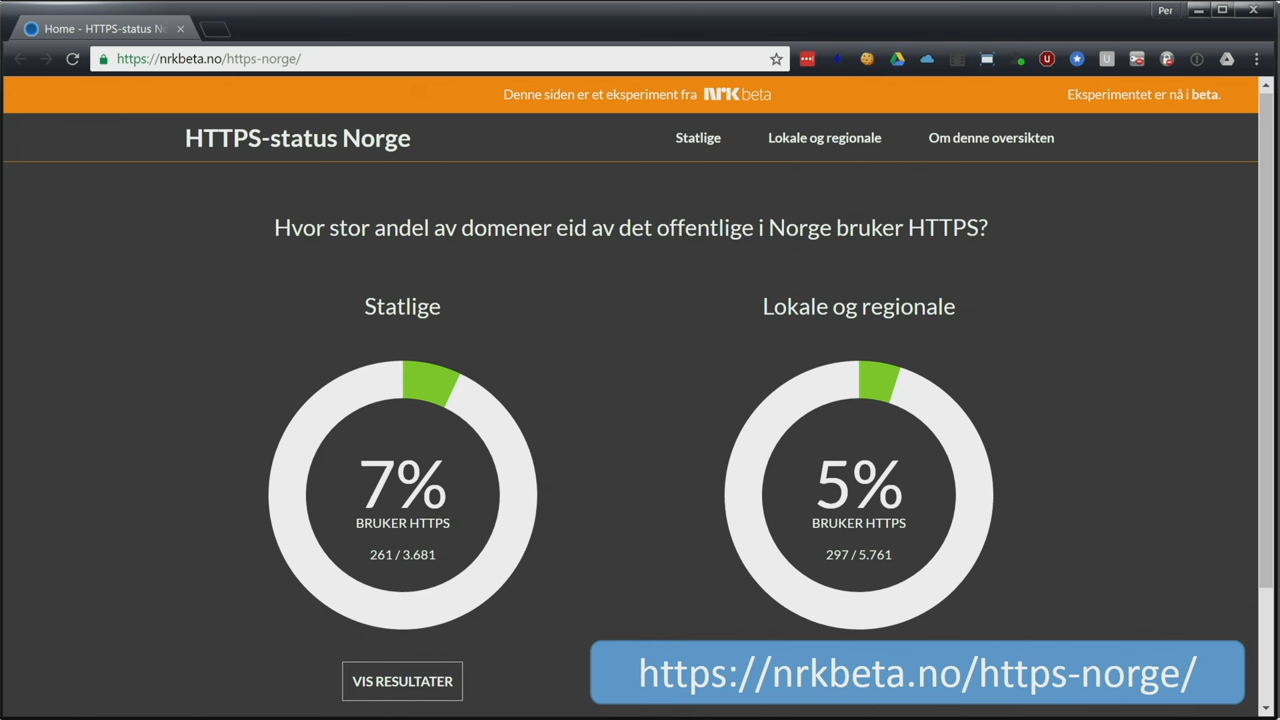 Per
Home - HTTPS-status No
https://nrkbeta.no/https-norge/
Denne siden er et eksperiment fra nrk beta
Eksperimentet er nå i beta.
HTTPS-status Norge
Statlige
Lokale og regionale
Om denne oversikten
Hvor stor andel av domener eid av det offentlige i Norge bruker HTTPS?
Statlige
7%
BRUKER HTTPS
261 / 3.681
VIS RESULTATER
Lokale og regionale
5%
BRUKER HTTPS
297 / 5.761
https://nrkbeta.no/https-norge/